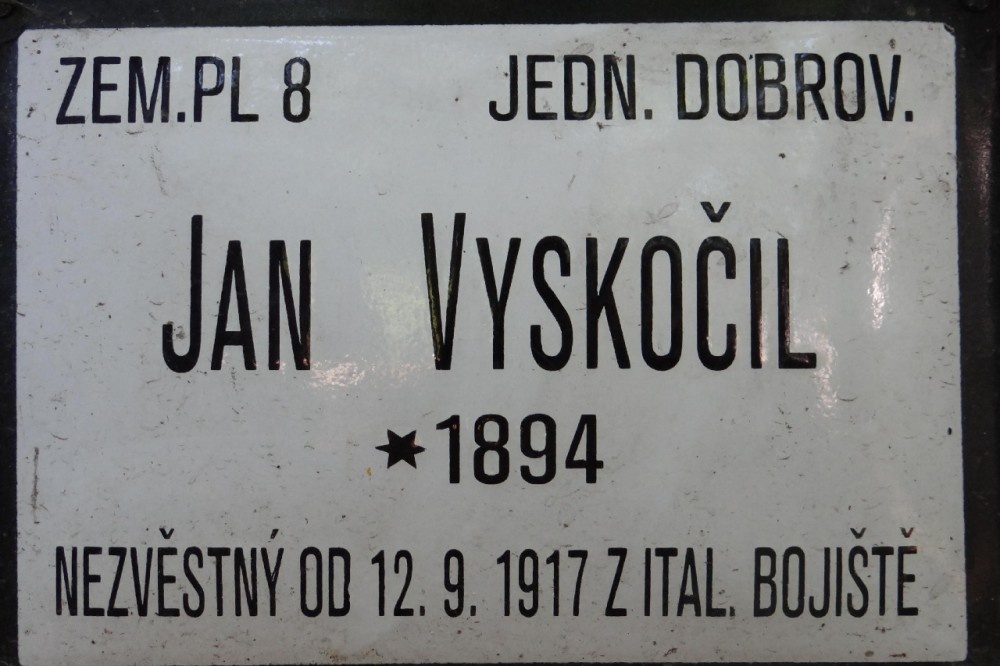 ZEM.PL 8 JEDN. DOBROV.
JAN VYSKOČIL
✶1894
NEZVĚSTNÝ OD 12. 9. 1917 Z ITAL. BOJIŠTĚ